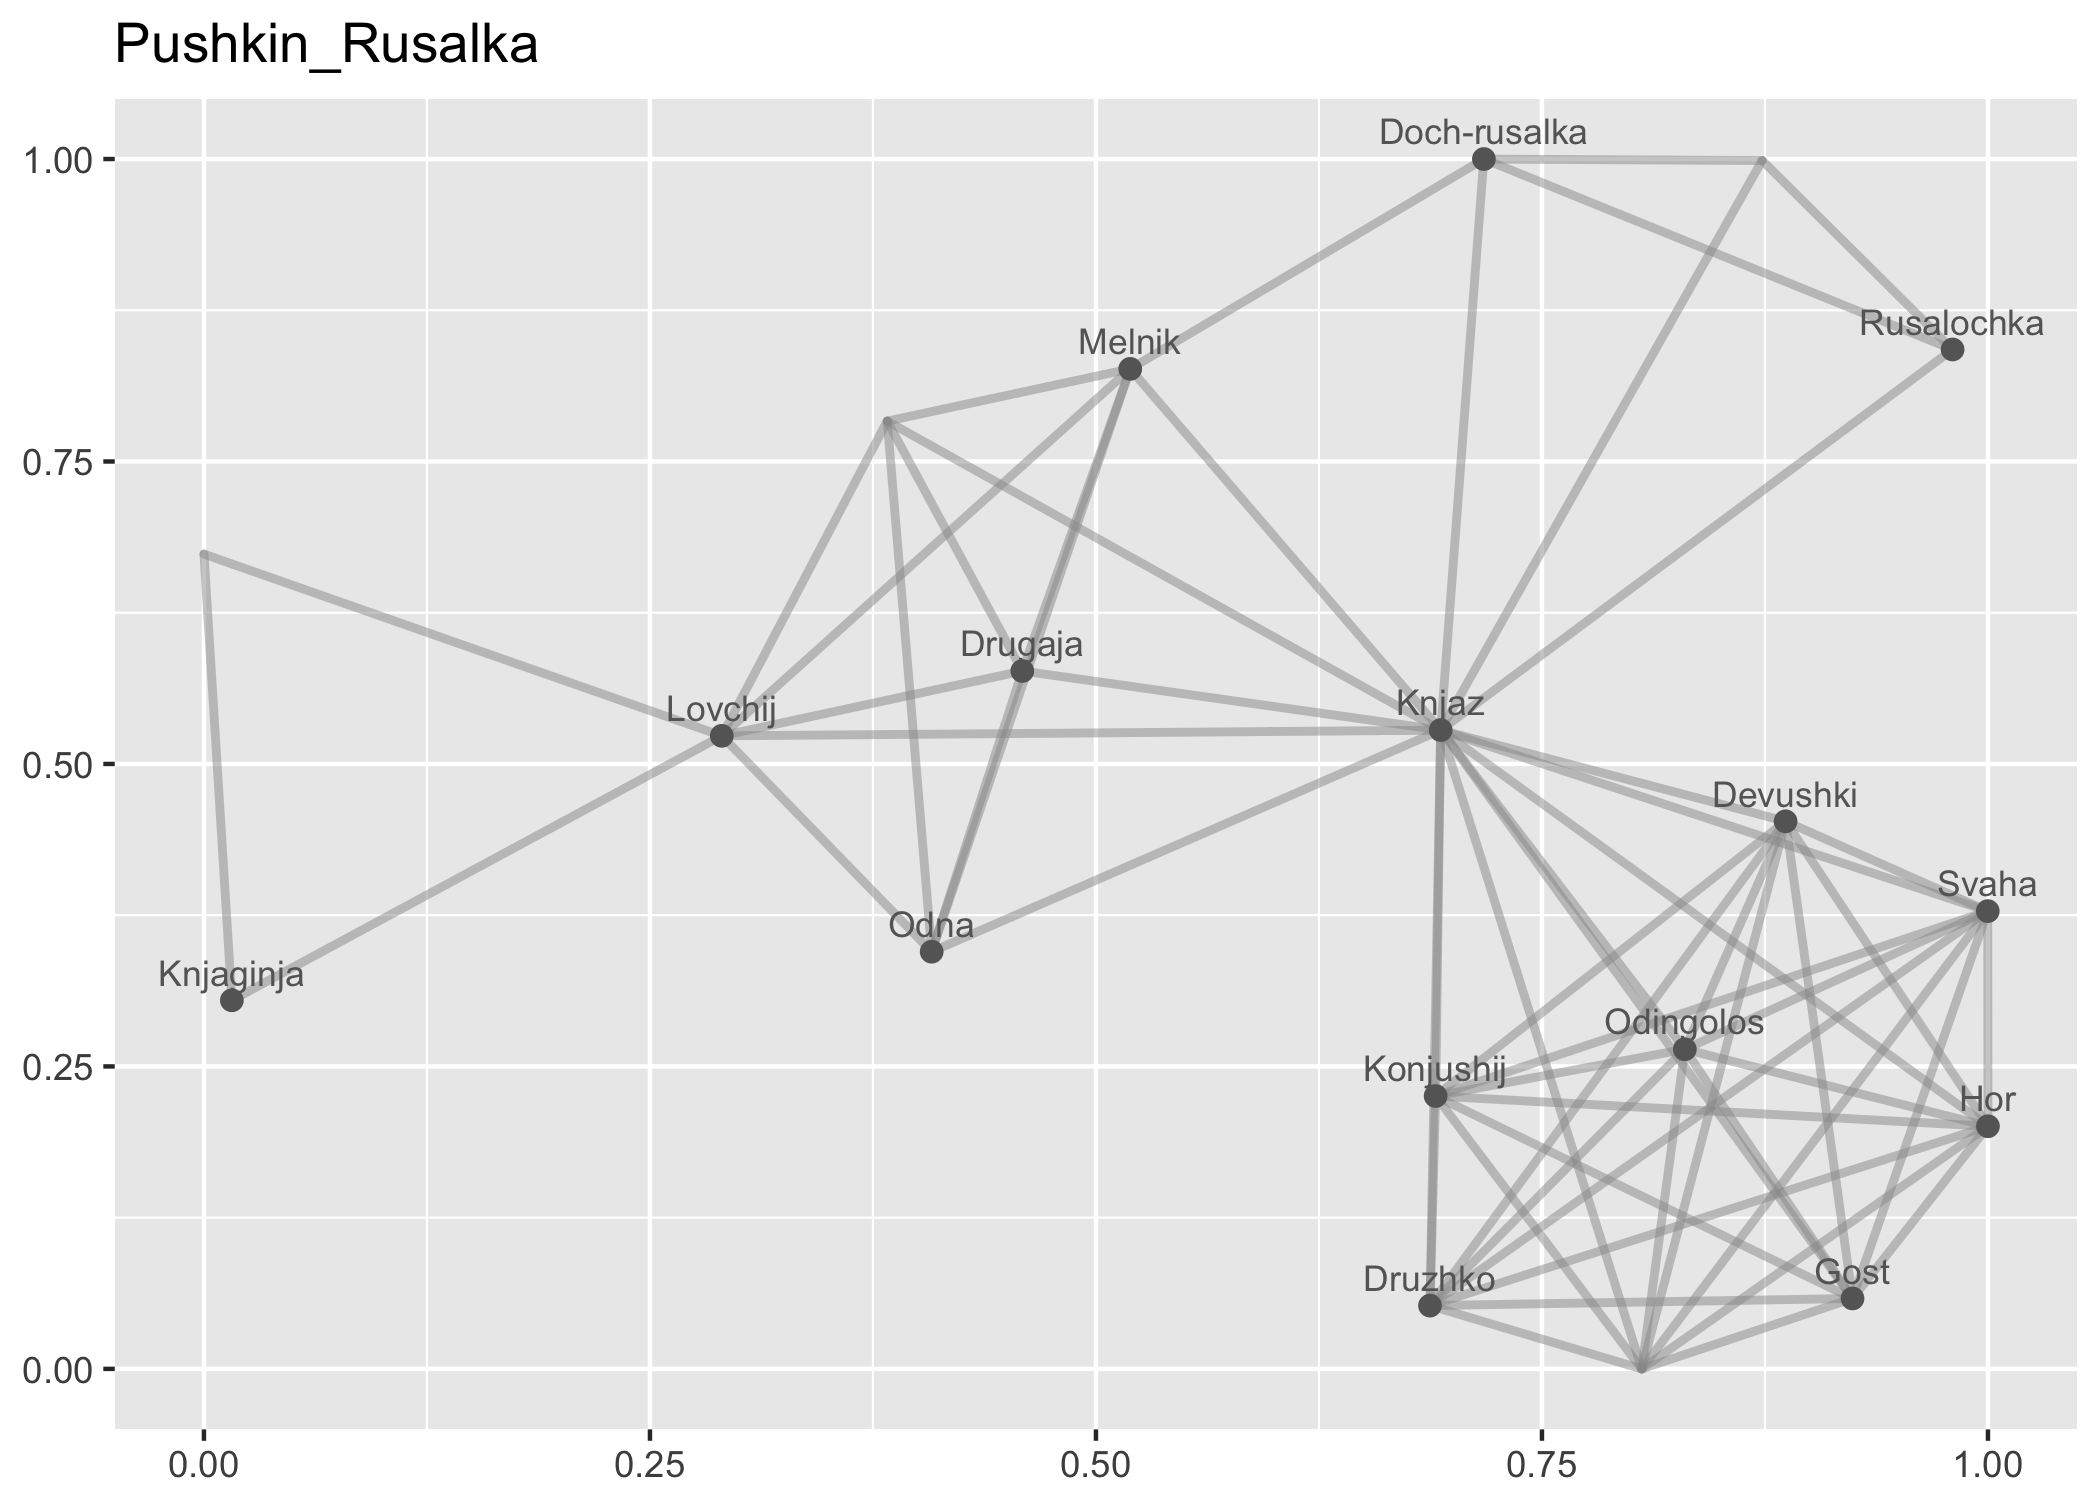 Pushkin_Rusalka
Doch-rusalka
1.00
Rusalochka
Melnik
0.75
Drugaja
Lovchij
Knjaz
0.50
Devushki
Svaha
Odna
Knjaginja
Odingolos
0.25
Konjushij
Hor
Gost
Druzhko
0.00
0.00 0.25 0.50 0.75 1.00